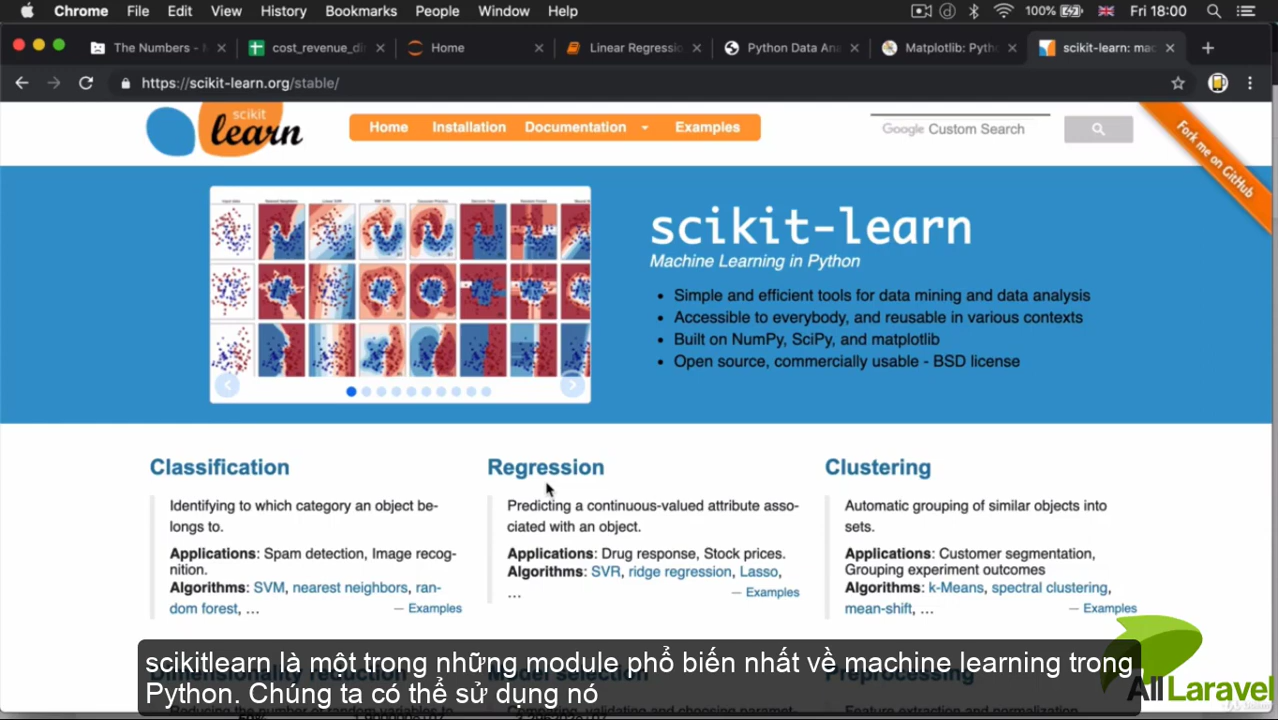 Chrome File Edit View History Bookmarks People Window Help 100% Fri 18:00
The Numbers - cost_revenue_di Home Linear Regressio Python Data Ana Matplotlib: Pyth scikit-learn: mac
https://scikit-learn.org/stable/
scikit
learn
Home Installation Documentation Examples
Google Custom Search
Fork me on GitHub
scikit-learn
Machine Learning in Python
• Simple and efficient tools for data mining and data analysis
• Accessible to everybody, and reusable in various contexts
• Built on NumPy, SciPy, and matplotlib
• Open source, commercially usable - BSD license
Classification
Identifying to which category an object be-
longs to.
Applications: Spam detection, Image recog-
nition.
Algorithms: SVM, nearest neighbors, ran-
dom forest, ...
— Examples
Regression
Predicting a continuous-valued attribute asso-
ciated with an object.
Applications: Drug response, Stock prices.
Algorithms: SVR, ridge regression, Lasso,
...
— Examples
Clustering
Automatic grouping of similar objects into
sets.
Applications: Customer segmentation,
Grouping experiment outcomes
Algorithms: k-Means, spectral clustering,
mean-shift, ...
— Examples
scikitlearn là một trong những module phổ biến nhất về machine learning trong
Python. Chúng ta có thể sử dụng nó
AllLaravel